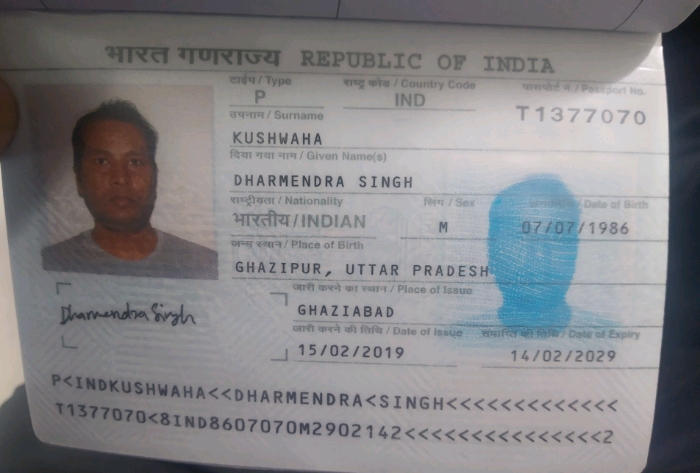 भारत गणराज्य REPUBLIC OF INDIA
टाईप / Type राष्ट्र कोड / Country Code पासपोर्ट न. / Passport No.
P IND T1377070
उपनाम / Surname
KUSHWAHA
दिया गया नाम / Given Name(s)
DHARMENDRA SINGH
राष्ट्रीयता / Nationality लिंग / Sex जन्मतिथि / Date of Birth
भारतीय / INDIAN M 07/07/1986
जन्म स्थान / Place of Birth
GHAZIPUR, UTTAR PRADESH
जारी करने का स्थान / Place of Issue
GHAZIABAD
Dharmendra Singh
जारी करने की तिथि / Date of Issue समाप्ति की तिथि / Date of Expiry
15/02/2019 14/02/2029
P<INDKUSHWAHA<<DHARMENDRA<SINGH<<<<<<<<<<<<<
T1377070<8IND8607070M2902142<<<<<<<<<<<<<<<2